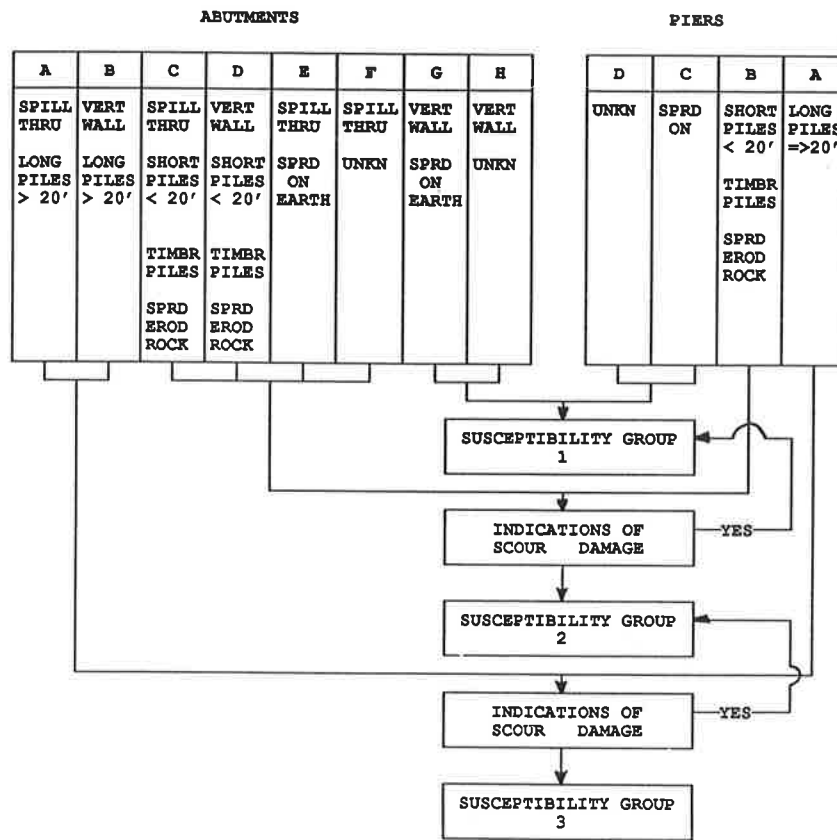 ABUTMENTS
PIERS
A B C D E F G H
SPILL THRU
LONG PILES > 20'
VERT WALL
LONG PILES > 20'
SPILL THRU
SHORT PILES < 20'
TIMBR PILES
SPRD EROD ROCK
VERT WALL
SHORT PILES < 20'
TIMBR PILES
SPRD EROD ROCK
SPILL THRU
SPRD ON EARTH
SPILL THRU
UNKN
VERT WALL
SPRD ON EARTH
VERT WALL
UNKN
D C B A
UNKN
SPRD ON
SHORT PILES < 20'
TIMBR PILES
SPRD EROD ROCK
LONG PILES =>20'
SUSCEPTIBILITY GROUP
1
INDICATIONS OF
SCOUR DAMAGE
YES
SUSCEPTIBILITY GROUP
2
INDICATIONS OF
SCOUR DAMAGE
YES
SUSCEPTIBILITY GROUP
3